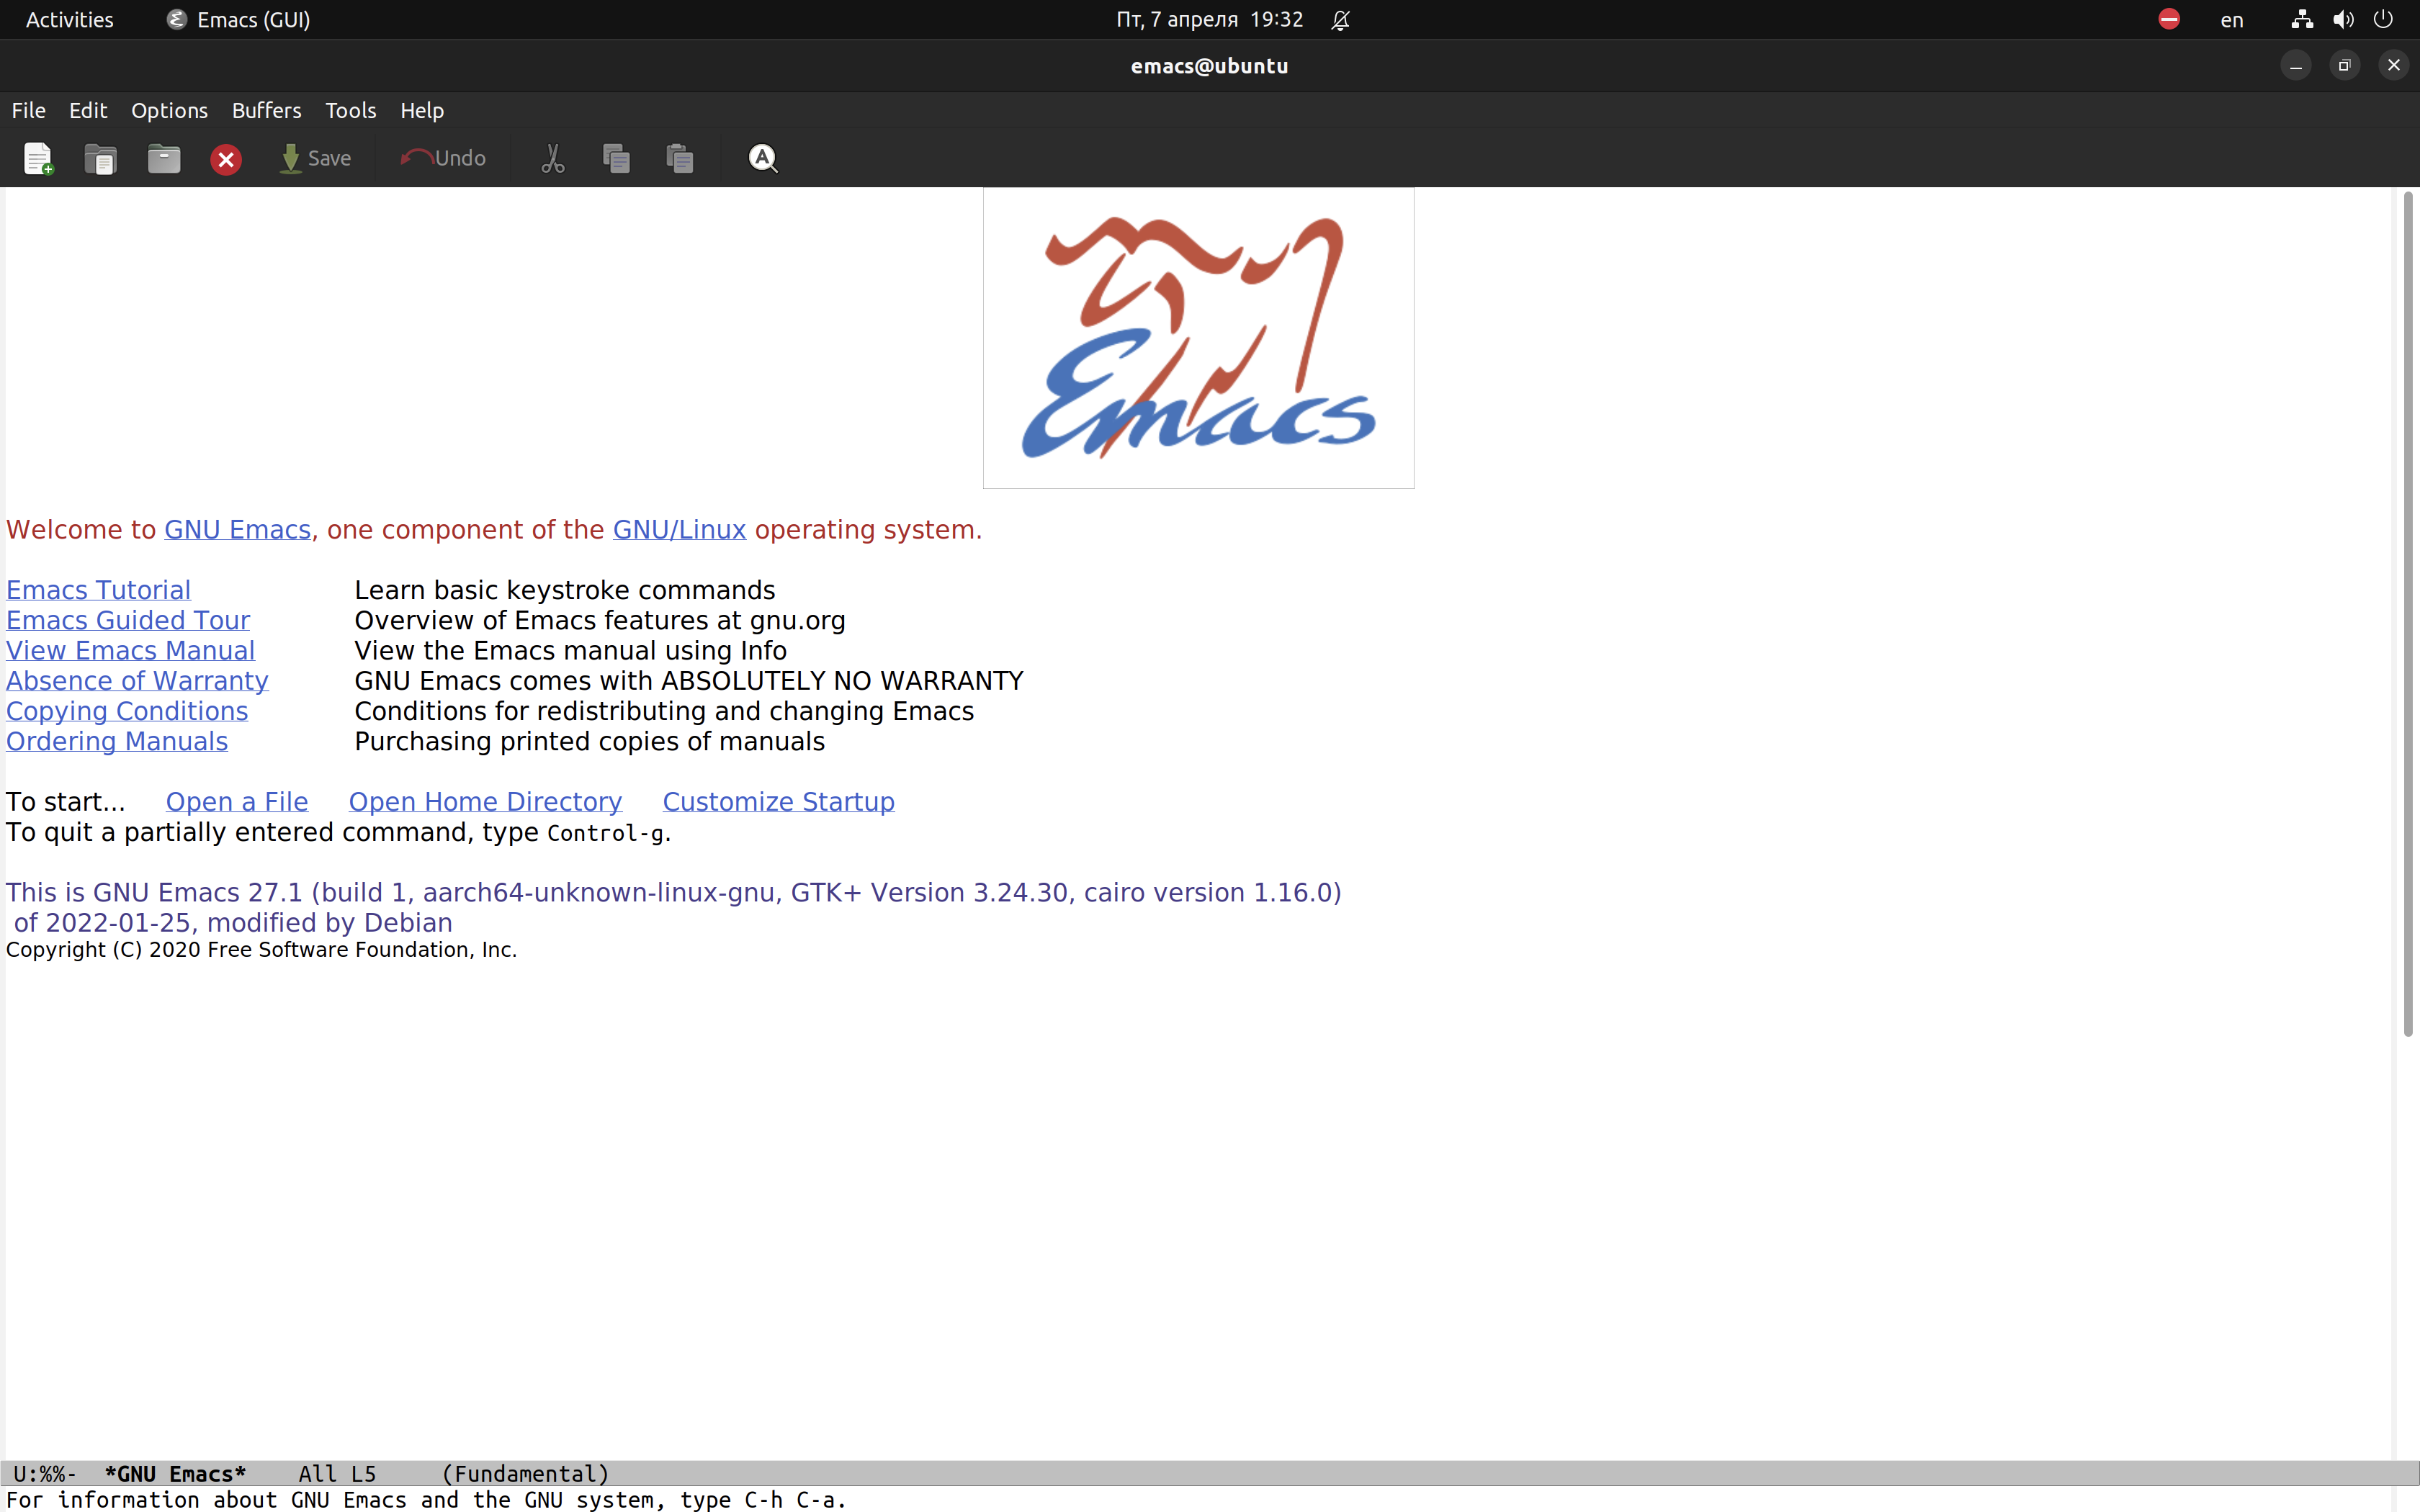 Activities Emacs (GUI) Пт, 7 апреля 19:32 en
emacs@ubuntu
File Edit Options Buffers Tools Help
Save Undo
Emacs
Welcome to GNU Emacs, one component of the GNU/Linux operating system.
Emacs Tutorial Learn basic keystroke commands
Emacs Guided Tour Overview of Emacs features at gnu.org
View Emacs Manual View the Emacs manual using Info
Absence of Warranty GNU Emacs comes with ABSOLUTELY NO WARRANTY
Copying Conditions Conditions for redistributing and changing Emacs
Ordering Manuals Purchasing printed copies of manuals
To start... Open a File Open Home Directory Customize Startup
To quit a partially entered command, type Control-g.
This is GNU Emacs 27.1 (build 1, aarch64-unknown-linux-gnu, GTK+ Version 3.24.30, cairo version 1.16.0)
of 2022-01-25, modified by Debian
Copyright (C) 2020 Free Software Foundation, Inc.
U:%%- *GNU Emacs* All L5 (Fundamental)
For information about GNU Emacs and the GNU system, type C-h C-a.